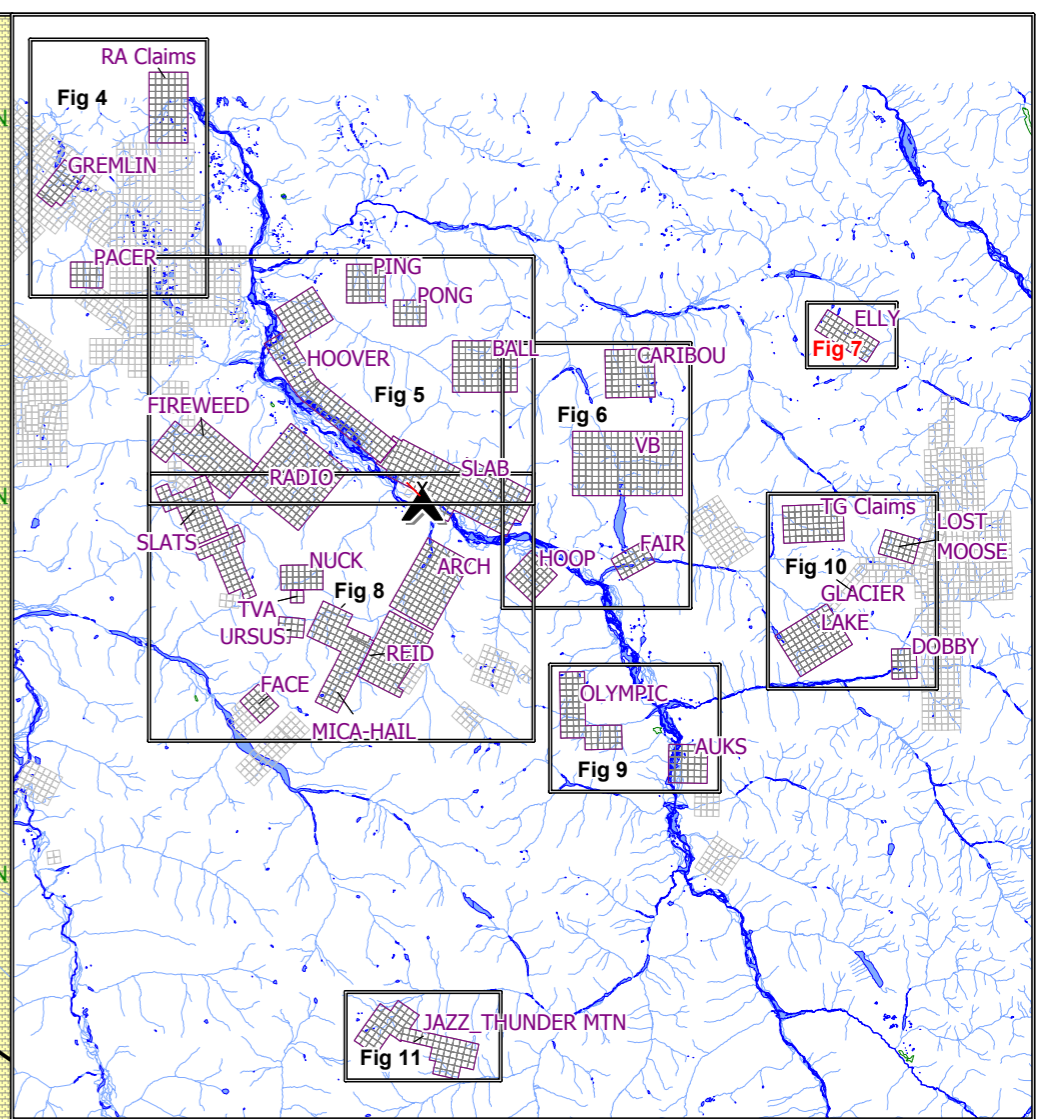 RA Claims
Fig 4
N
GREMLIN
PACER
PING
PONG
ELLY
Fig 7
HOOVER
BALL
CARIBOU
Fig 5
Fig 6
FIREWEED
VB
RADIO
SLAB
N
TG Claims
LOST
SLATS
MOOSE
NUCK
ARCH
HOOP
FAIR
Fig 10
Fig 8
GLACIER
TVA
URSUS
LAKE
REID
DOBBY
FACE
OLYMPIC
MICA-HAIL
AUKS
Fig 9
N
JAZZ_THUNDER MTN
Fig 11